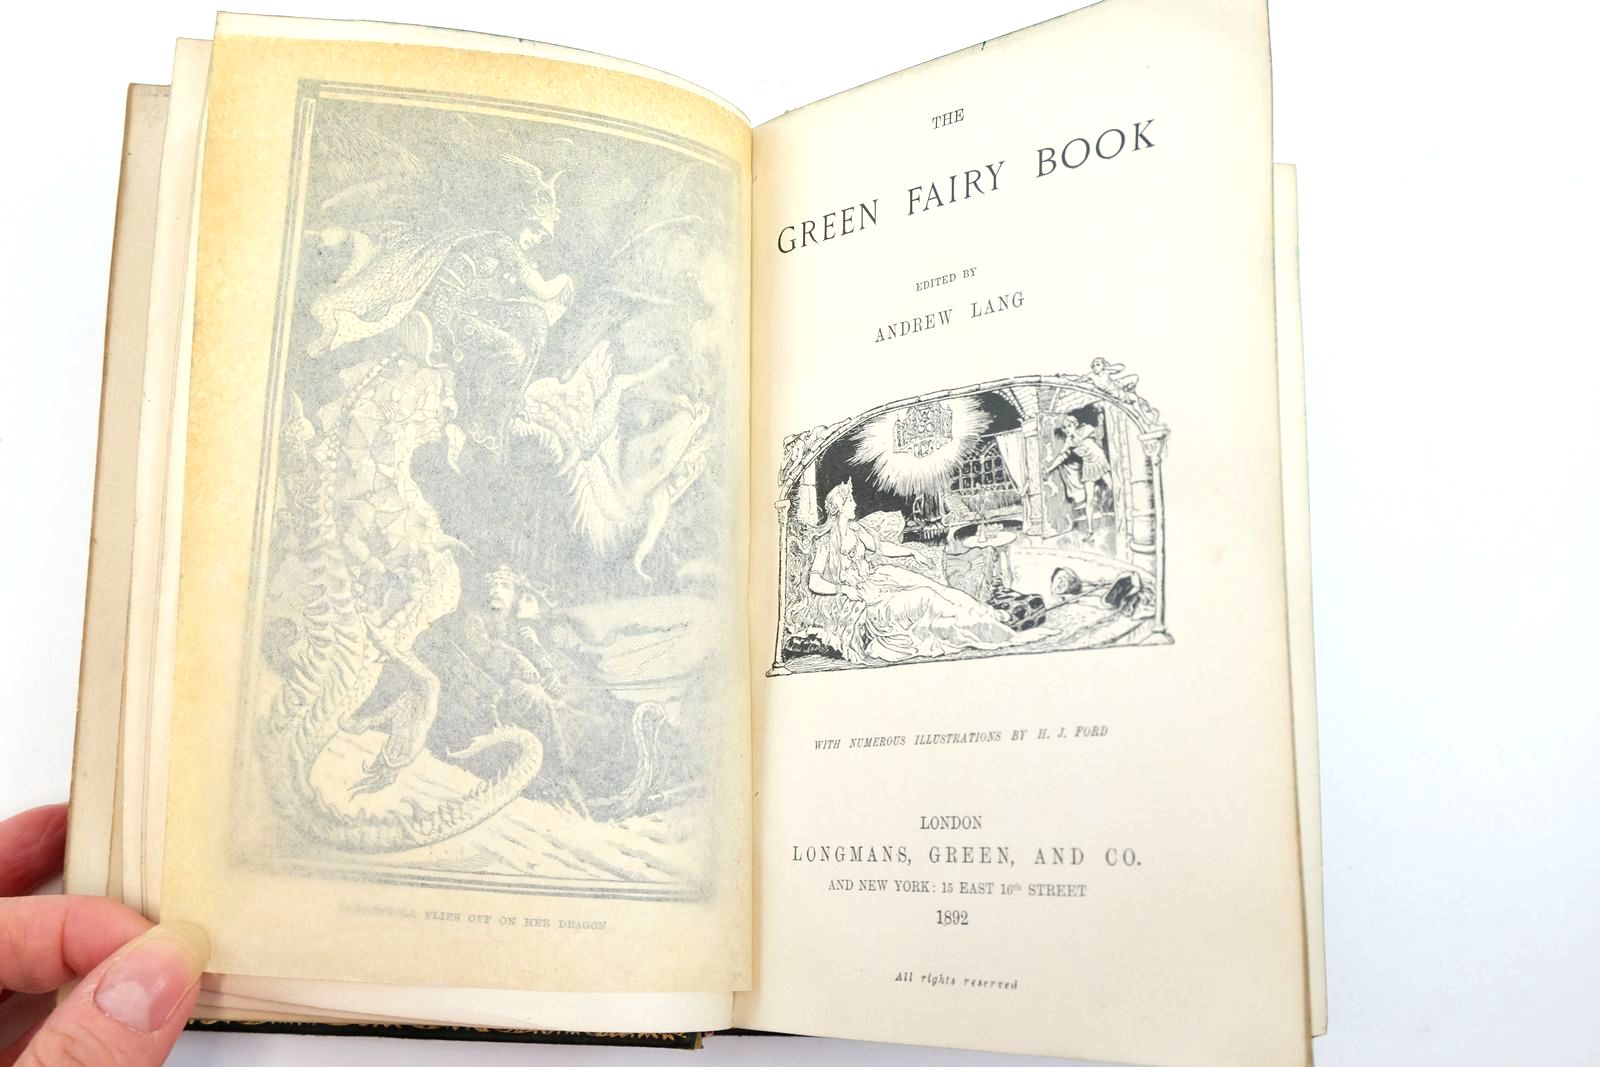 FLIES OFF ON HER DRAGON
THE
GREEN FAIRY BOOK
EDITED BY
ANDREW LANG
WITH NUMEROUS ILLUSTRATIONS BY H. J. FORD
LONDON
LONGMANS, GREEN, AND CO.
AND NEW YORK: 15 EAST 16th STREET
1892
All rights reserved